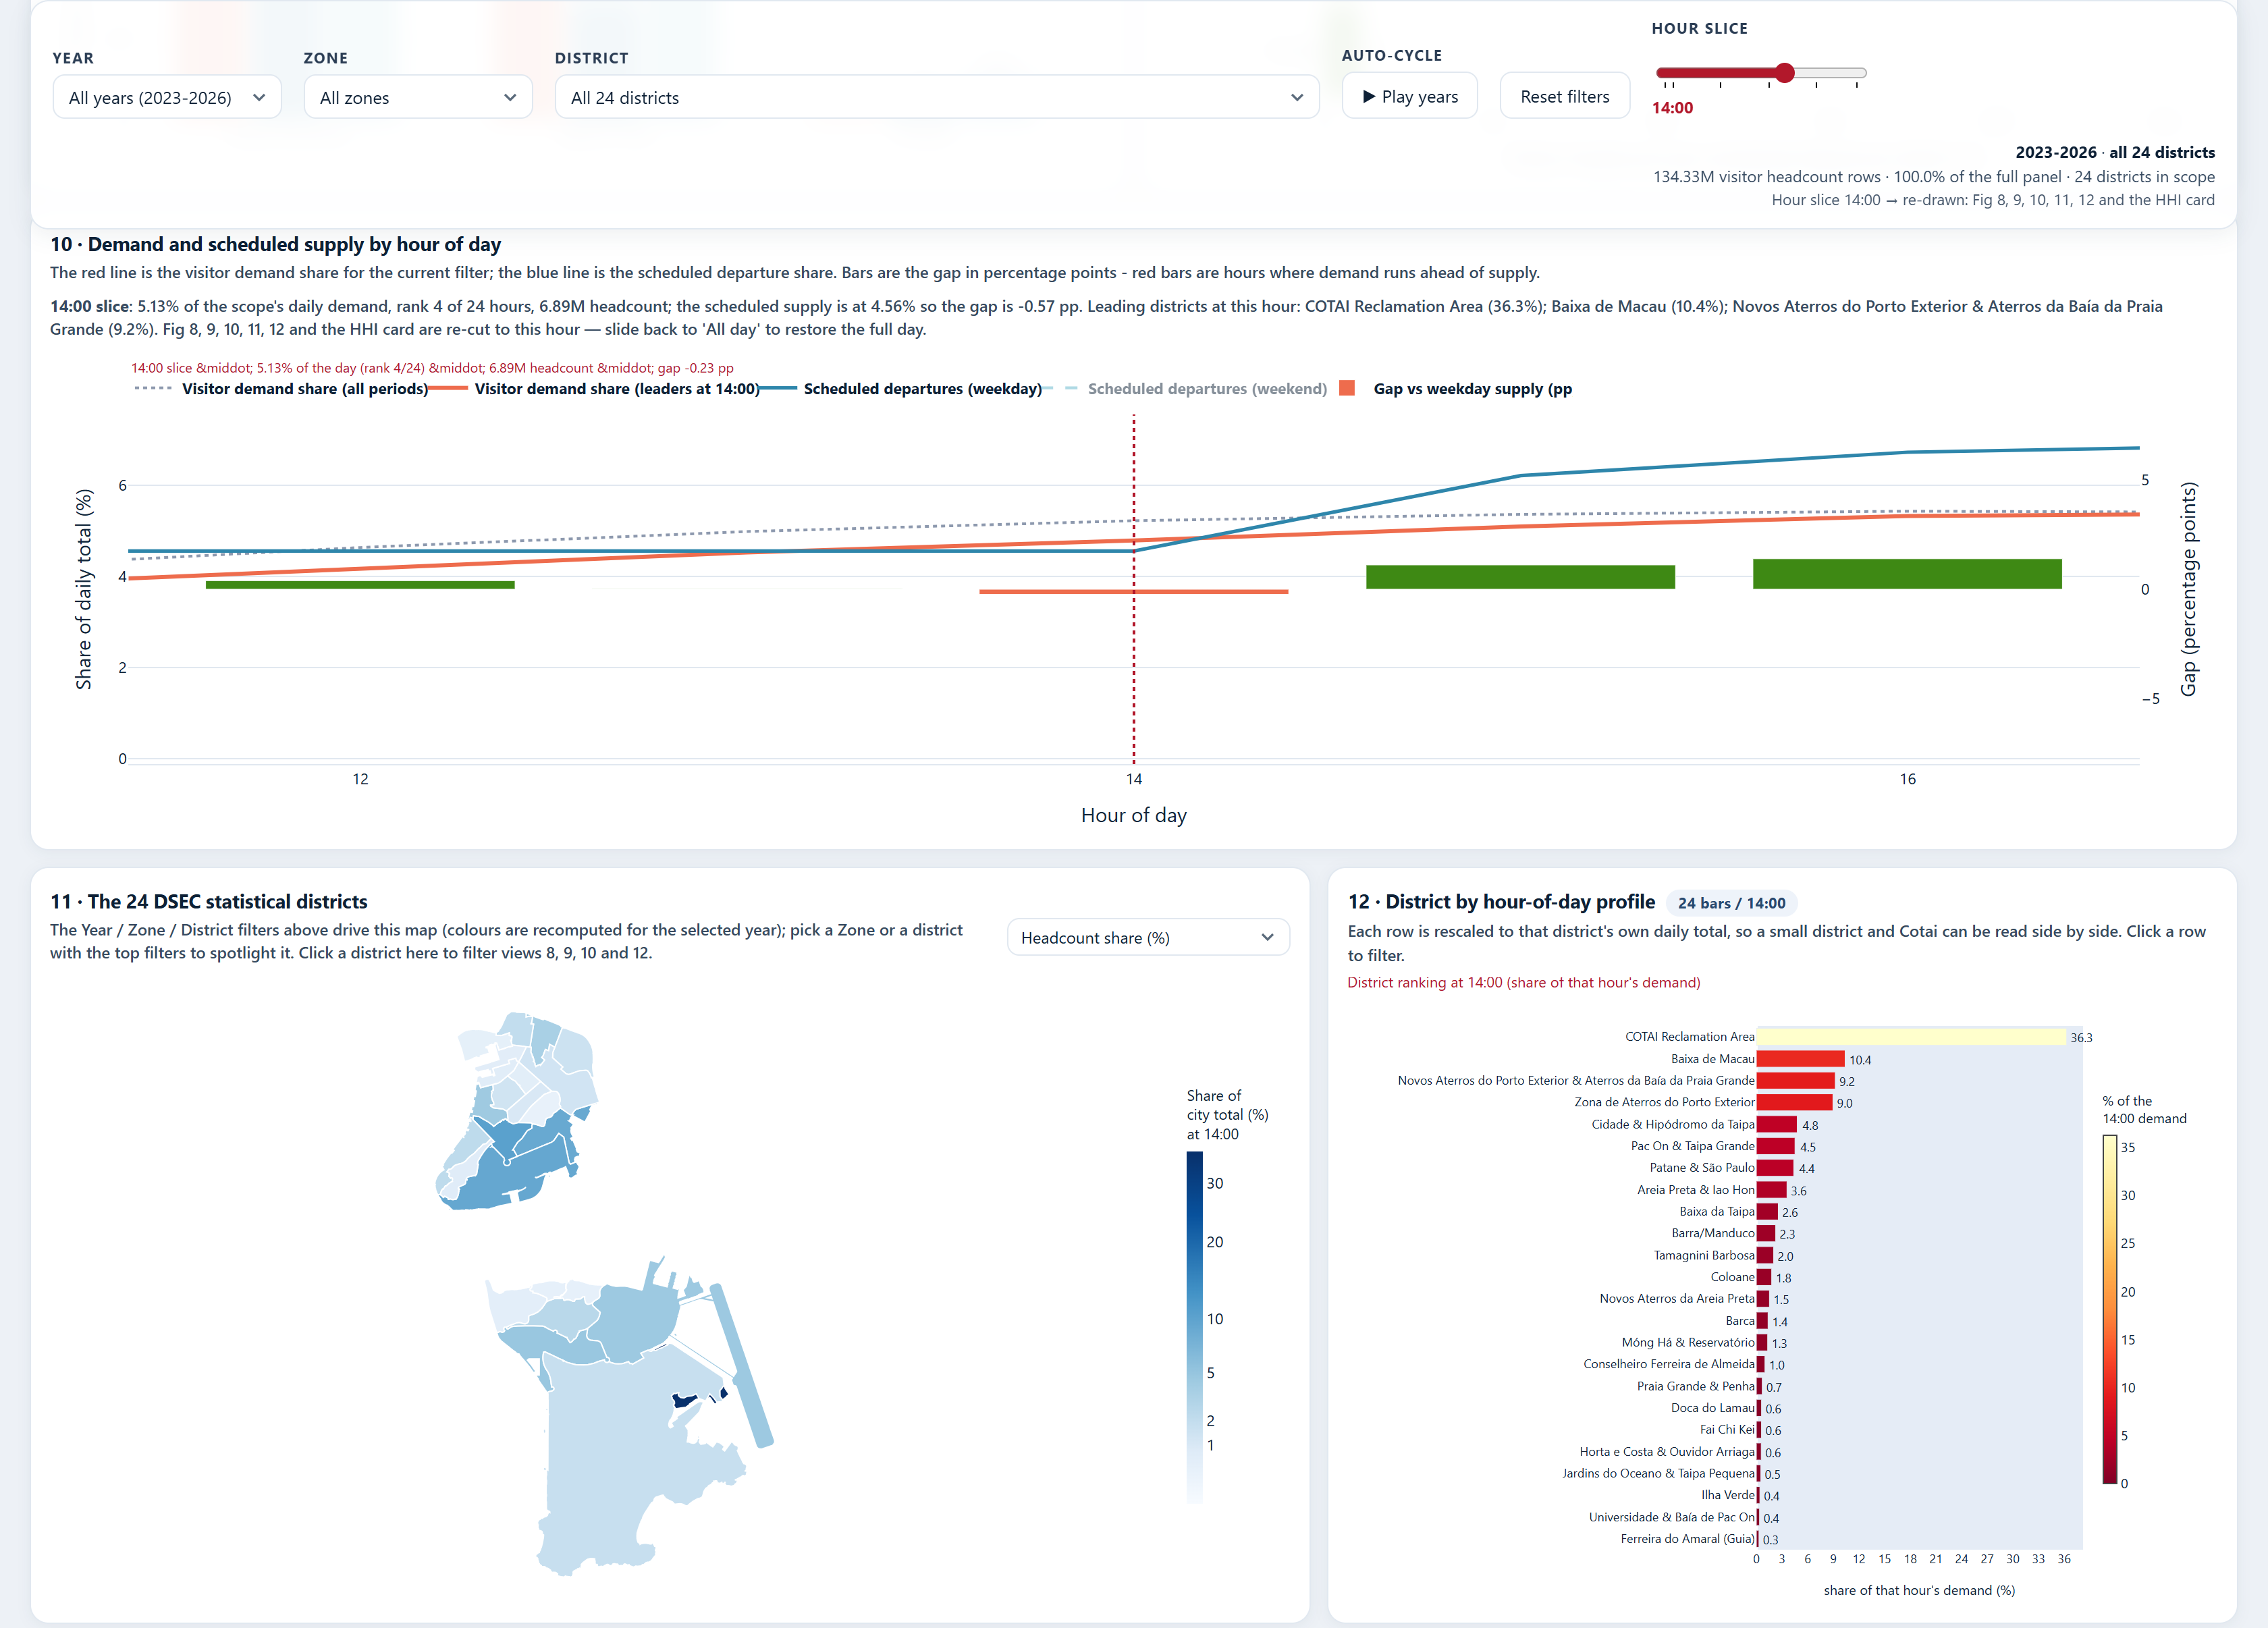 YEAR
ZONE
DISTRICT
AUTO-CYCLE
HOUR SLICE
All years (2023-2026)
All zones
All 24 districts
▶ Play years
Reset filters
14:00
2023-2026 · all 24 districts
134.33M visitor headcount rows · 100.0% of the full panel · 24 districts in scope
Hour slice 14:00 → re-drawn: Fig 8, 9, 10, 11, 12 and the HHI card
10 · Demand and scheduled supply by hour of day
The red line is the visitor demand share for the current filter; the blue line is the scheduled departure share. Bars are the gap in percentage points - red bars are hours where demand runs ahead of supply.
14:00 slice: 5.13% of the scope's daily demand, rank 4 of 24 hours, 6.89M headcount; the scheduled supply is at 4.56% so the gap is -0.57 pp. Leading districts at this hour: COTAI Reclamation Area (36.3%); Baixa de Macau (10.4%); Novos Aterros do Porto Exterior & Aterros da Baía da Praia
Grande (9.2%). Fig 8, 9, 10, 11, 12 and the HHI card are re-cut to this hour — slide back to 'All day' to restore the full day.
14:00 slice &middot; 5.13% of the day (rank 4/24) &middot; 6.89M headcount &middot; gap -0.23 pp
Visitor demand share (all periods)
Visitor demand share (leaders at 14:00)
Scheduled departures (weekday)
Scheduled departures (weekend)
Gap vs weekday supply (pp
Share of daily total (%)
6
4
2
0
5
0
−5
Gap (percentage points)
12
14
16
Hour of day
11 · The 24 DSEC statistical districts
The Year / Zone / District filters above drive this map (colours are recomputed for the selected year); pick a Zone or a district
with the top filters to spotlight it. Click a district here to filter views 8, 9, 10 and 12.
Headcount share (%)
Share of
city total (%)
at 14:00
30
20
10
5
2
1
12 · District by hour-of-day profile
24 bars / 14:00
Each row is rescaled to that district's own daily total, so a small district and Cotai can be read side by side. Click a row
to filter.
District ranking at 14:00 (share of that hour's demand)
COTAI Reclamation Area 36.3
Baixa de Macau 10.4
Novos Aterros do Porto Exterior & Aterros da Baía da Praia Grande 9.2
Zona de Aterros do Porto Exterior 9.0
Cidade & Hipódromo da Taipa 4.8
Pac On & Taipa Grande 4.5
Patane & São Paulo 4.4
Areia Preta & Iao Hon 3.6
Baixa da Taipa 2.6
Barra/Manduco 2.3
Tamagnini Barbosa 2.0
Coloane 1.8
Novos Aterros da Areia Preta 1.5
Barca 1.4
Móng Há & Reservatório 1.3
Conselheiro Ferreira de Almeida 1.0
Praia Grande & Penha 0.7
Doca do Lamau 0.6
Fai Chi Kei 0.6
Horta e Costa & Ouvidor Arriaga 0.6
Jardins do Oceano & Taipa Pequena 0.5
Ilha Verde 0.4
Universidade & Baía de Pac On 0.4
Ferreira do Amaral (Guia) 0.3
0 3 6 9 12 15 18 21 24 27 30 33 36
share of that hour's demand (%)
% of the
14:00 demand
35
30
25
20
15
10
5
0